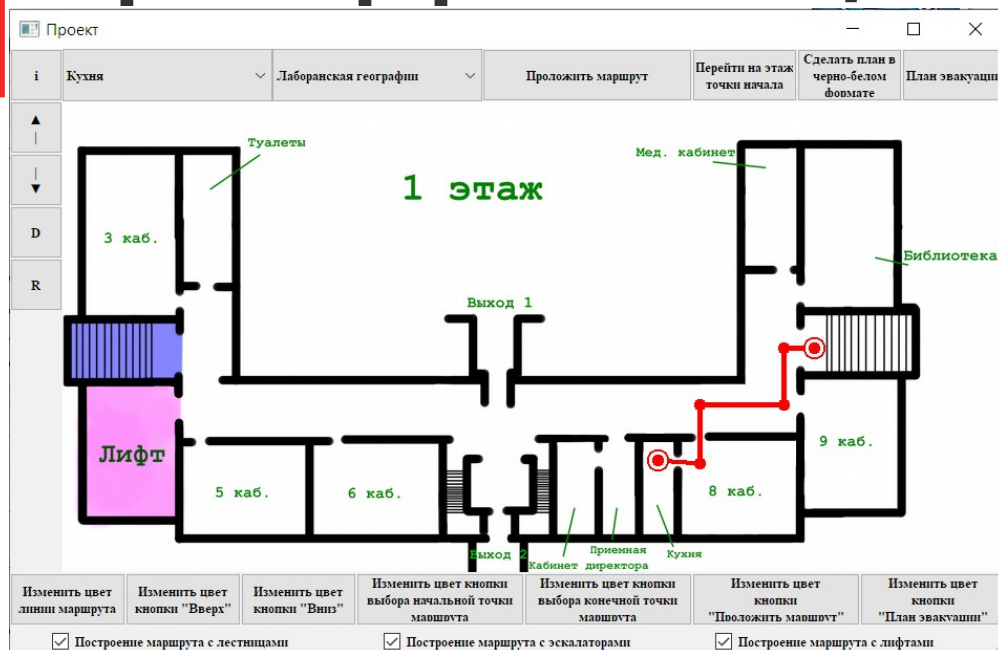 Проект
i
Кухня
Лаборанская географии
Проложить маршрут
Перейти на этаж
точки начала
Сделать план в
черно-белом
формате
План эвакуации
D
R
Туалеты
Мед. кабинет
1 этаж
3 каб.
Библиотека
Выход 1
Лифт
9 каб.
5 каб.
6 каб.
8 каб.
Выход 2
Приемная
Кухня
Кабинет директора
Изменить цвет
линии маршрута
Изменить цвет
кнопки "Вверх"
Изменить цвет
кнопки "Вниз"
Изменить цвет кнопки
выбора начальной точки
маршрута
Изменить цвет кнопки
выбора конечной точки
маршрута
Изменить цвет
кнопки
"Проложить маршрут"
Изменить цвет
кнопки
"План эвакуации"
Построение маршрута с лестницами
Построение маршрута с эскалаторами
Построение маршрута с лифтами